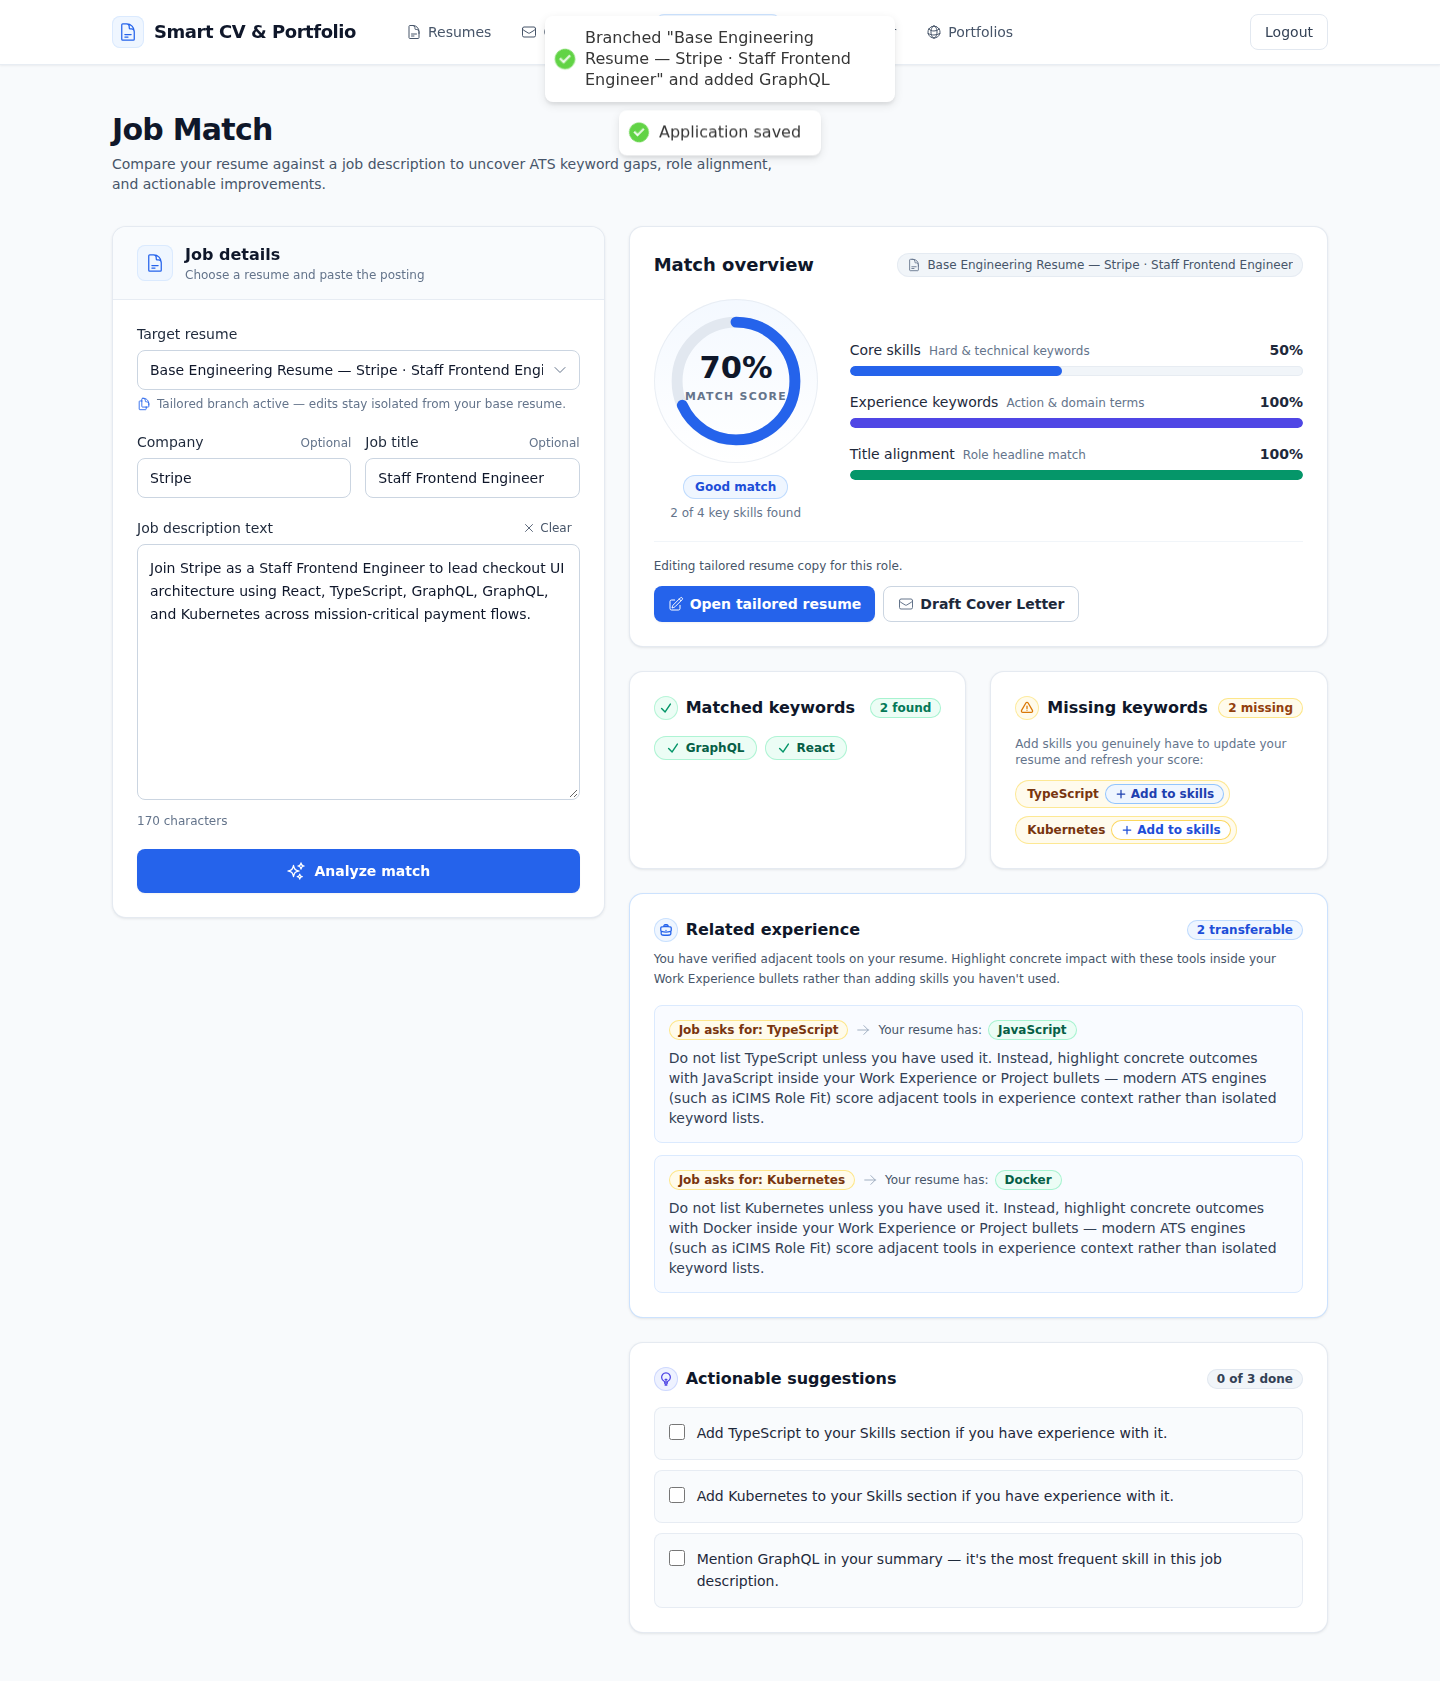 Smart CV & Portfolio
Resumes
Portfolios
Logout
Branched "Base Engineering
Resume — Stripe · Staff Frontend
Engineer" and added GraphQL
Application saved
Job Match
Compare your resume against a job description to uncover ATS keyword gaps, role alignment,
and actionable improvements.
Job details
Choose a resume and paste the posting
Target resume
Base Engineering Resume — Stripe · Staff Frontend Engi
Tailored branch active — edits stay isolated from your base resume.
Company Optional
Job title Optional
Stripe
Staff Frontend Engineer
Job description text
Clear
Join Stripe as a Staff Frontend Engineer to lead checkout UI
architecture using React, TypeScript, GraphQL, GraphQL,
and Kubernetes across mission-critical payment flows.
170 characters
Analyze match
Match overview
Base Engineering Resume — Stripe · Staff Frontend Engineer
70%
MATCH SCORE
Good match
2 of 4 key skills found
Core skills Hard & technical keywords 50%
Experience keywords Action & domain terms 100%
Title alignment Role headline match 100%
Editing tailored resume copy for this role.
Open tailored resume
Draft Cover Letter
Matched keywords 2 found
GraphQL
React
Missing keywords 2 missing
Add skills you genuinely have to update your
resume and refresh your score:
TypeScript + Add to skills
Kubernetes + Add to skills
Related experience 2 transferable
You have verified adjacent tools on your resume. Highlight concrete impact with these tools inside your
Work Experience bullets rather than adding skills you haven't used.
Job asks for: TypeScript → Your resume has: JavaScript
Do not list TypeScript unless you have used it. Instead, highlight concrete outcomes
with JavaScript inside your Work Experience or Project bullets — modern ATS engines
(such as iCIMS Role Fit) score adjacent tools in experience context rather than isolated
keyword lists.
Job asks for: Kubernetes → Your resume has: Docker
Do not list Kubernetes unless you have used it. Instead, highlight concrete outcomes
with Docker inside your Work Experience or Project bullets — modern ATS engines
(such as iCIMS Role Fit) score adjacent tools in experience context rather than isolated
keyword lists.
Actionable suggestions 0 of 3 done
Add TypeScript to your Skills section if you have experience with it.
Add Kubernetes to your Skills section if you have experience with it.
Mention GraphQL in your summary — it's the most frequent skill in this job
description.